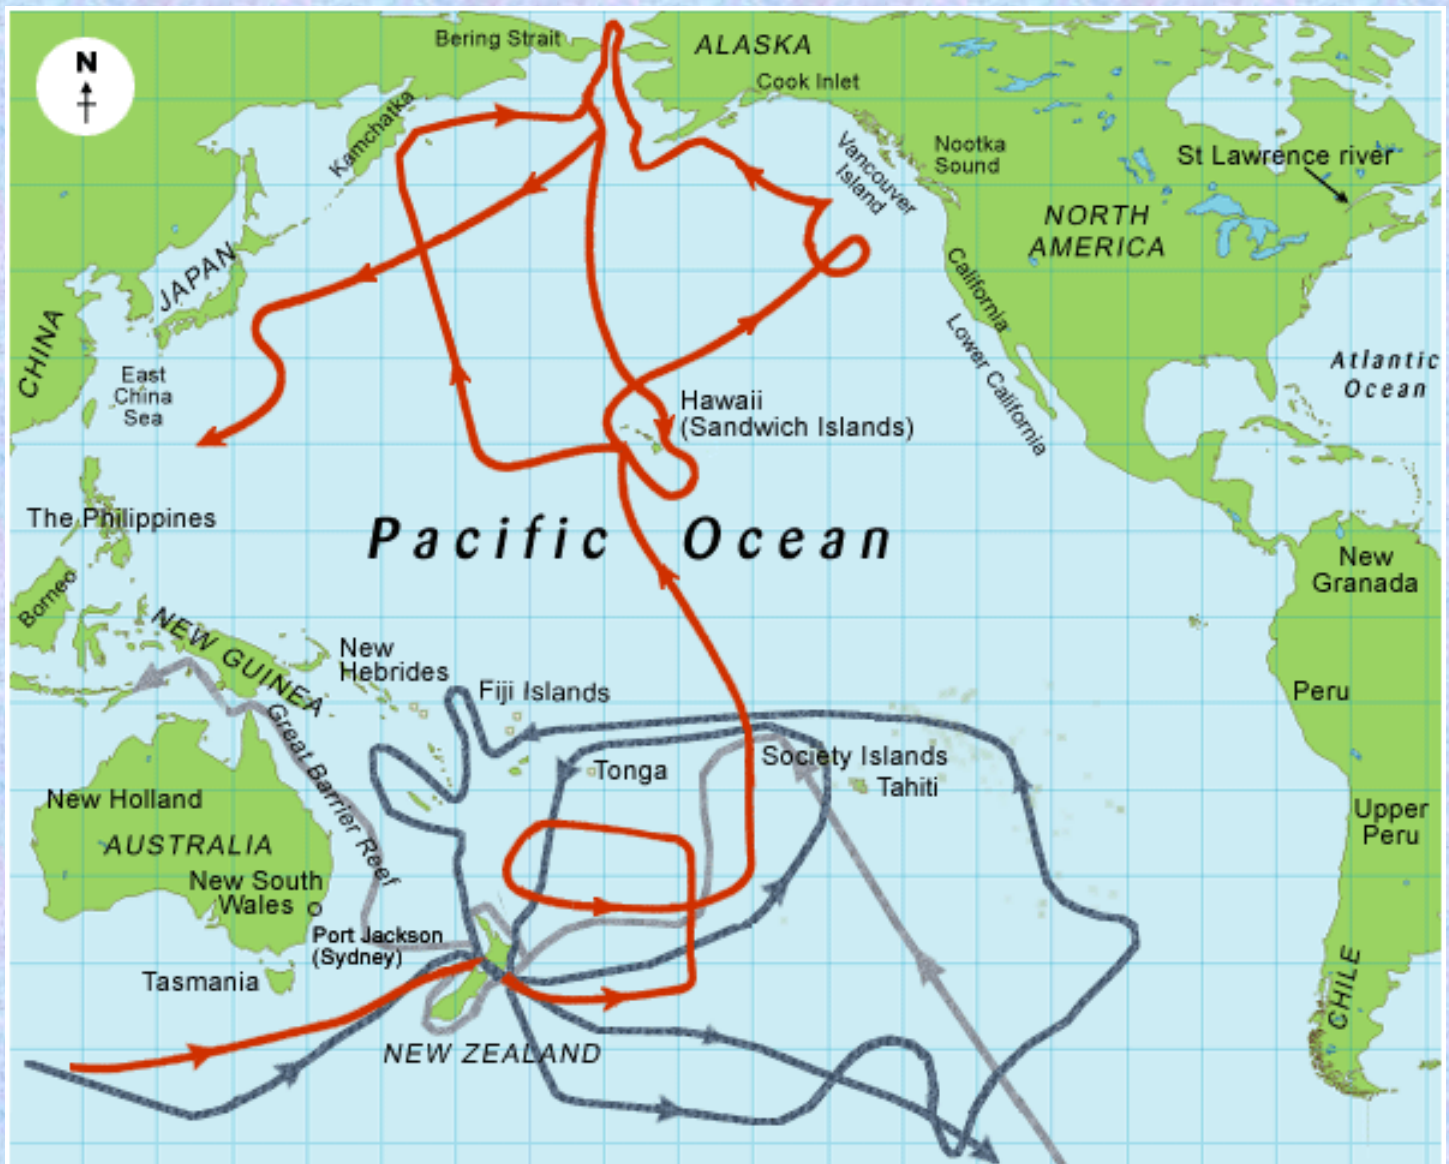 N
Bering Strait
ALASKA
Cook Inlet
Kamchatka
Vancouver
Island
Nootka
Sound
St Lawrence river
NORTH
AMERICA
JAPAN
CHINA
East
China
Sea
California
Lower California
Atlantic
Ocean
Hawaii
(Sandwich Islands)
The Philippines
Pacific Ocean
New
Granada
Borneo
NEW GUINEA
New
Hebrides
Fiji Islands
Peru
Great Barrier Reef
Society Islands
Tonga
Tahiti
New Holland
AUSTRALIA
Upper
Peru
New South
Wales
Port Jackson
(Sydney)
Tasmania
CHILE
NEW ZEALAND